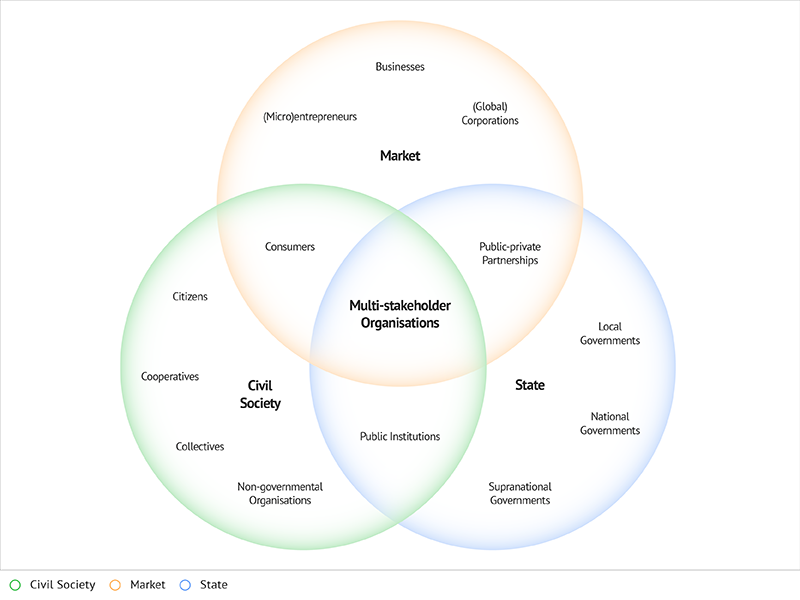 Businesses
(Micro)entrepreneurs
(Global)
Corporations
Market
Consumers
Public-private
Partnerships
Citizens
Multi-stakeholder
Organisations
Local
Governments
Cooperatives
Civil
Society
State
National
Governments
Collectives
Public Institutions
Non-governmental
Organisations
Supranational
Governments
Civil Society
Market
State